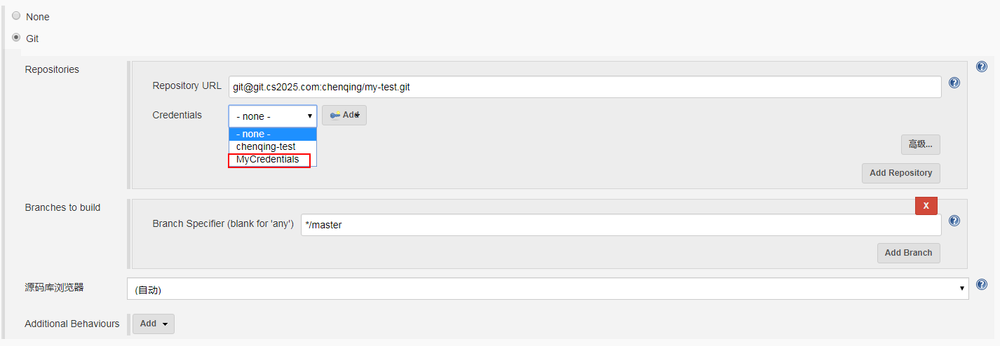 None
Git
Repositories
Repository URL git@git.cs2025.com:chenqing/my-test.git
Credentials - none - Add
- none -
chenqing-test
MyCredentials
高级...
Add Repository
Branches to build
X
Branch Specifier (blank for 'any') */master
Add Branch
源码库浏览器 (自动)
Additional Behaviours Add